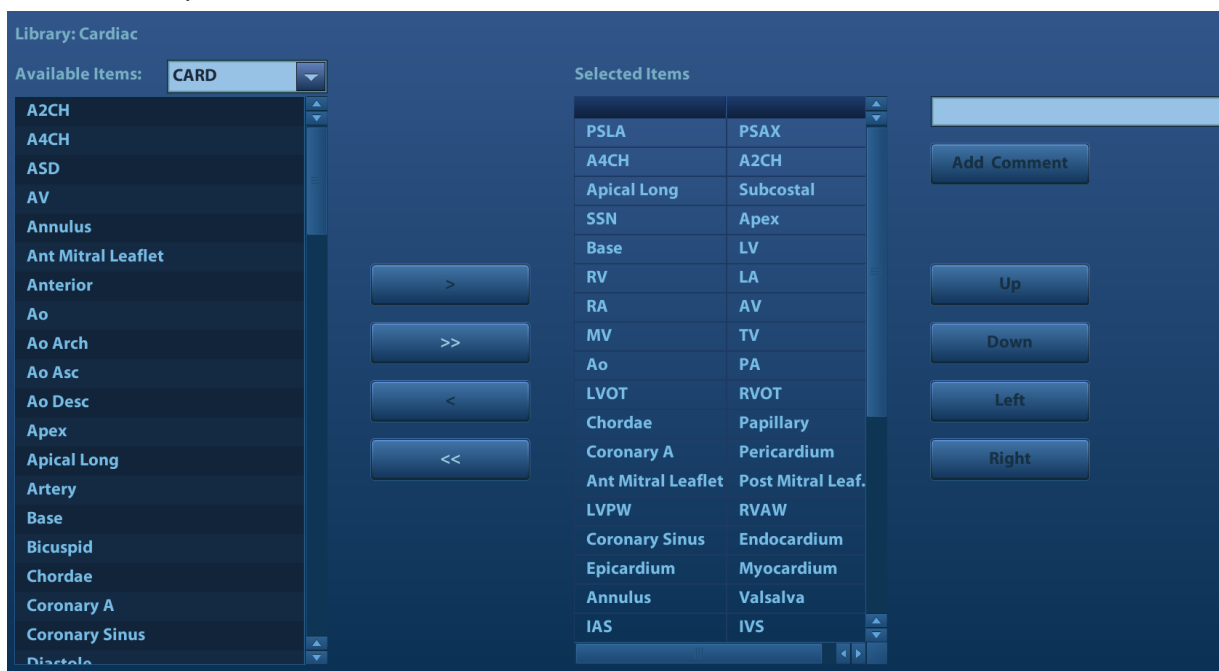 Library: Cardiac
Available Items: CARD
A2CH
A4CH
ASD
AV
Annulus
Ant Mitral Leaflet
Anterior
Ao
Ao Arch
Ao Asc
Ao Desc
Apex
Apical Long
Artery
Base
Bicuspid
Chordae
Coronary A
Coronary Sinus
Diastole
>
>>
<
<<
Selected Items
PSLA PSAX
A4CH A2CH
Apical Long Subcostal
SSN Apex
Base LV
RV LA
RA AV
MV TV
Ao PA
LVOT RVOT
Chordae Papillary
Coronary A Pericardium
Ant Mitral Leaflet Post Mitral Leaf.
LVPW RVAW
Coronary Sinus Endocardium
Epicardium Myocardium
Annulus Valsalva
IAS IVS
Add Comment
Up
Down
Left
Right